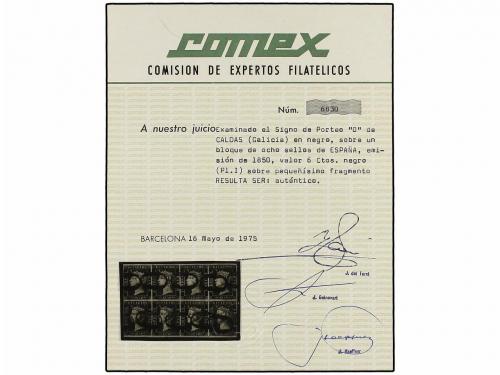 COMEX
COMISION DE EXPERTOS FILATELICOS
Núm. 6830
A nuestro juicio Examinado el Signo de Porteo "O" de
CALDAS (Galicia) en negro, sobre un
bloque de ocho sellos de ESPAÑA, emi-
sión de 1850, valor 6 Ctos. negro
(Pl.I) sobre pequeñísimo fragmento
RESULTA SER: auténtico.
BARCELONA 16 Mayo de 1975